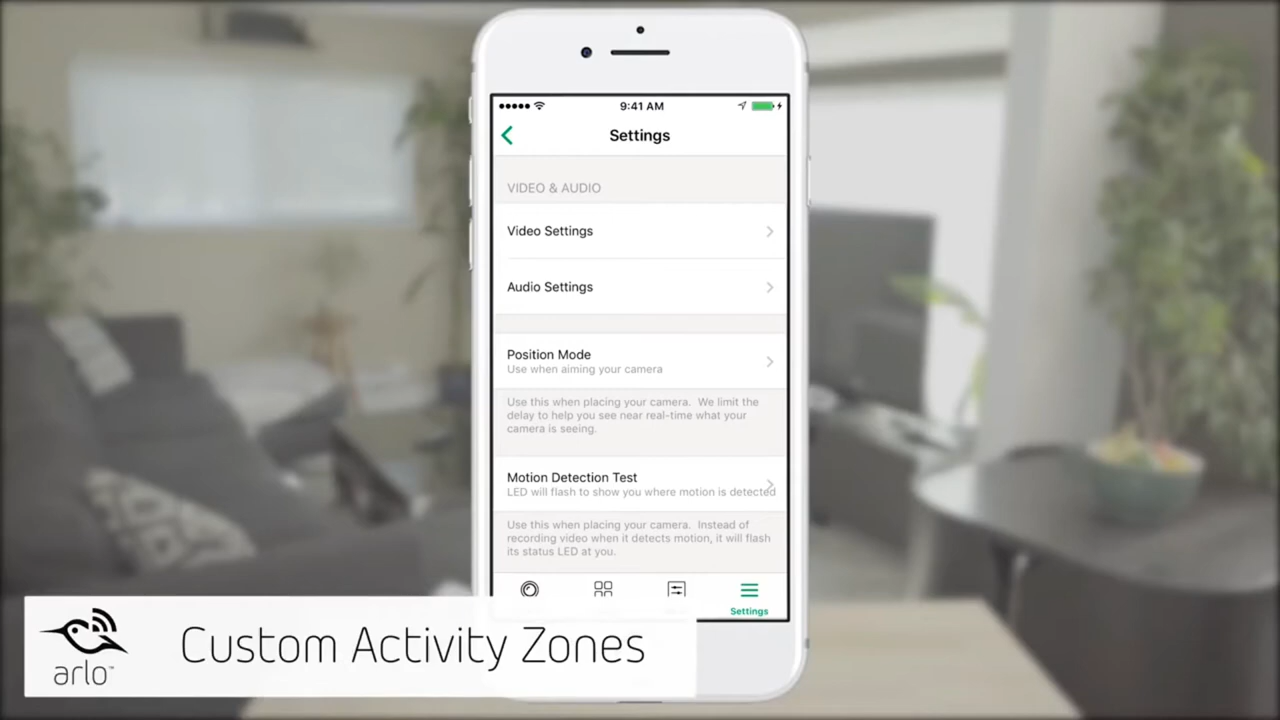 9:41 AM
Settings
VIDEO & AUDIO
Video Settings
Audio Settings
Position Mode
Use when aiming your camera
Use this when placing your camera. We limit the
delay to help you see near real-time what your
camera is seeing.
Motion Detection Test
LED will flash to show you where motion is detected
Use this when placing your camera. Instead of
recording video when it detects motion, it will flash
its status LED at you.
Settings
arlo™
Custom Activity Zones